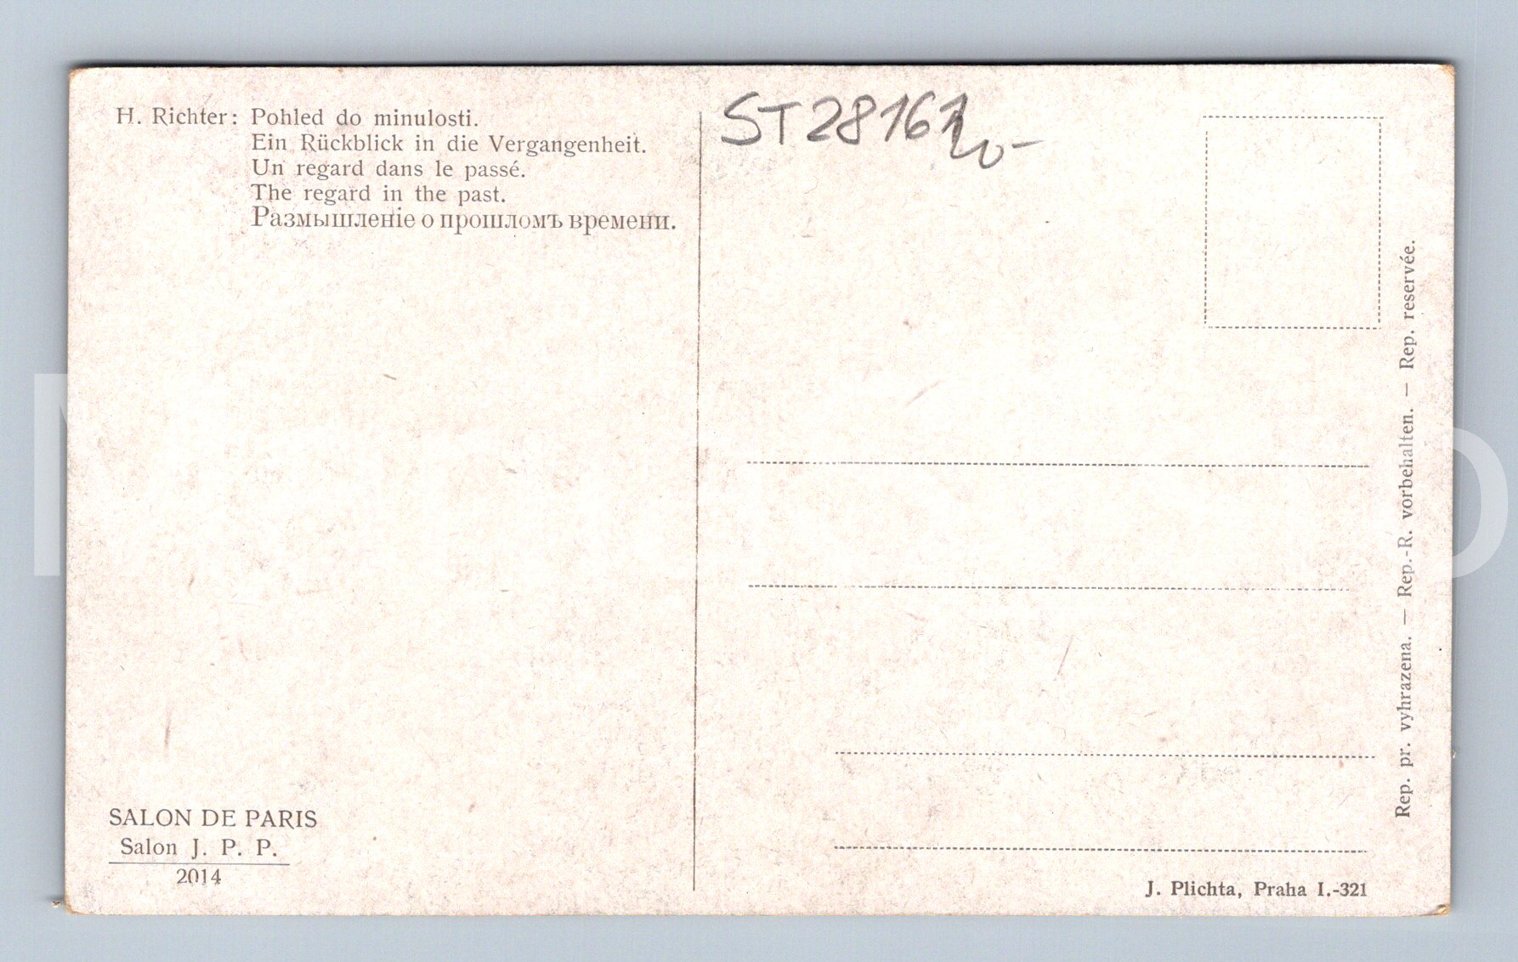 H. Richter: Pohled do minulosti.
Ein Rückblick in die Vergangenheit.
Un regard dans le passé.
The regard in the past.
Размышленіе о прошломъ времени.
ST 28161
20-
SALON DE PARIS
Salon J. P. P.
2014
J. Plichta, Praha I.-321
Rep. pr. vyhrazena. — Rep.-R. vorbehalten. — Rep. reservée.